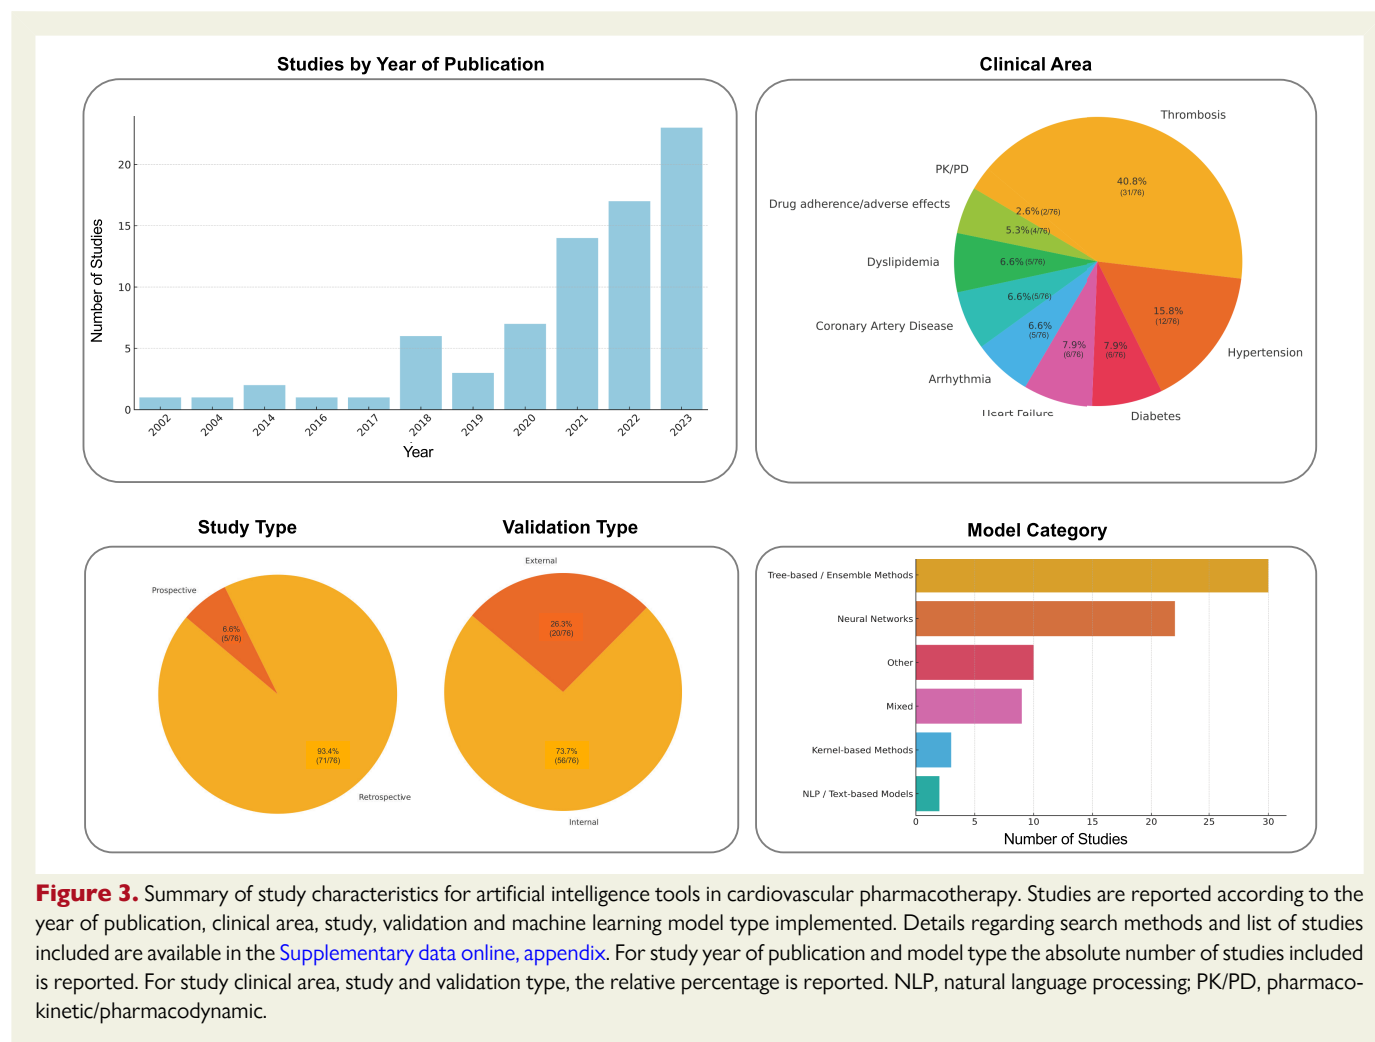 Studies by Year of Publication
Number of Studies
20
15
10
5
0
2002
2004
2014
2016
2017
2018
2019
2020
2021
2022
2023
Year
Clinical Area
Thrombosis
PK/PD
Drug adherence/adverse effects
Dyslipidemia
Coronary Artery Disease
Arrhythmia
Heart Failure
Diabetes
Hypertension
40.8%
(31/76)
2.6%(2/76)
5.3%(4/76)
6.6%(5/76)
6.6%(5/76)
6.6%
(5/76)
7.9%
(6/76)
7.9%
(6/76)
15.8%
(12/76)
Study Type
Prospective
6.6%
(5/76)
93.4%
(71/76)
Retrospective
Validation Type
External
26.3%
(20/76)
73.7%
(56/76)
Internal
Model Category
Tree-based / Ensemble Methods
Neural Networks
Other
Mixed
Kernel-based Methods
NLP / Text-based Models
0
5
10
15
20
25
30
Number of Studies
Figure 3. Summary of study characteristics for artificial intelligence tools in cardiovascular pharmacotherapy. Studies are reported according to the
year of publication, clinical area, study, validation and machine learning model type implemented. Details regarding search methods and list of studies
included are available in the Supplementary data online, appendix. For study year of publication and model type the absolute number of studies included
is reported. For study clinical area, study and validation type, the relative percentage is reported. NLP, natural language processing; PK/PD, pharmaco-
kinetic/pharmacodynamic.